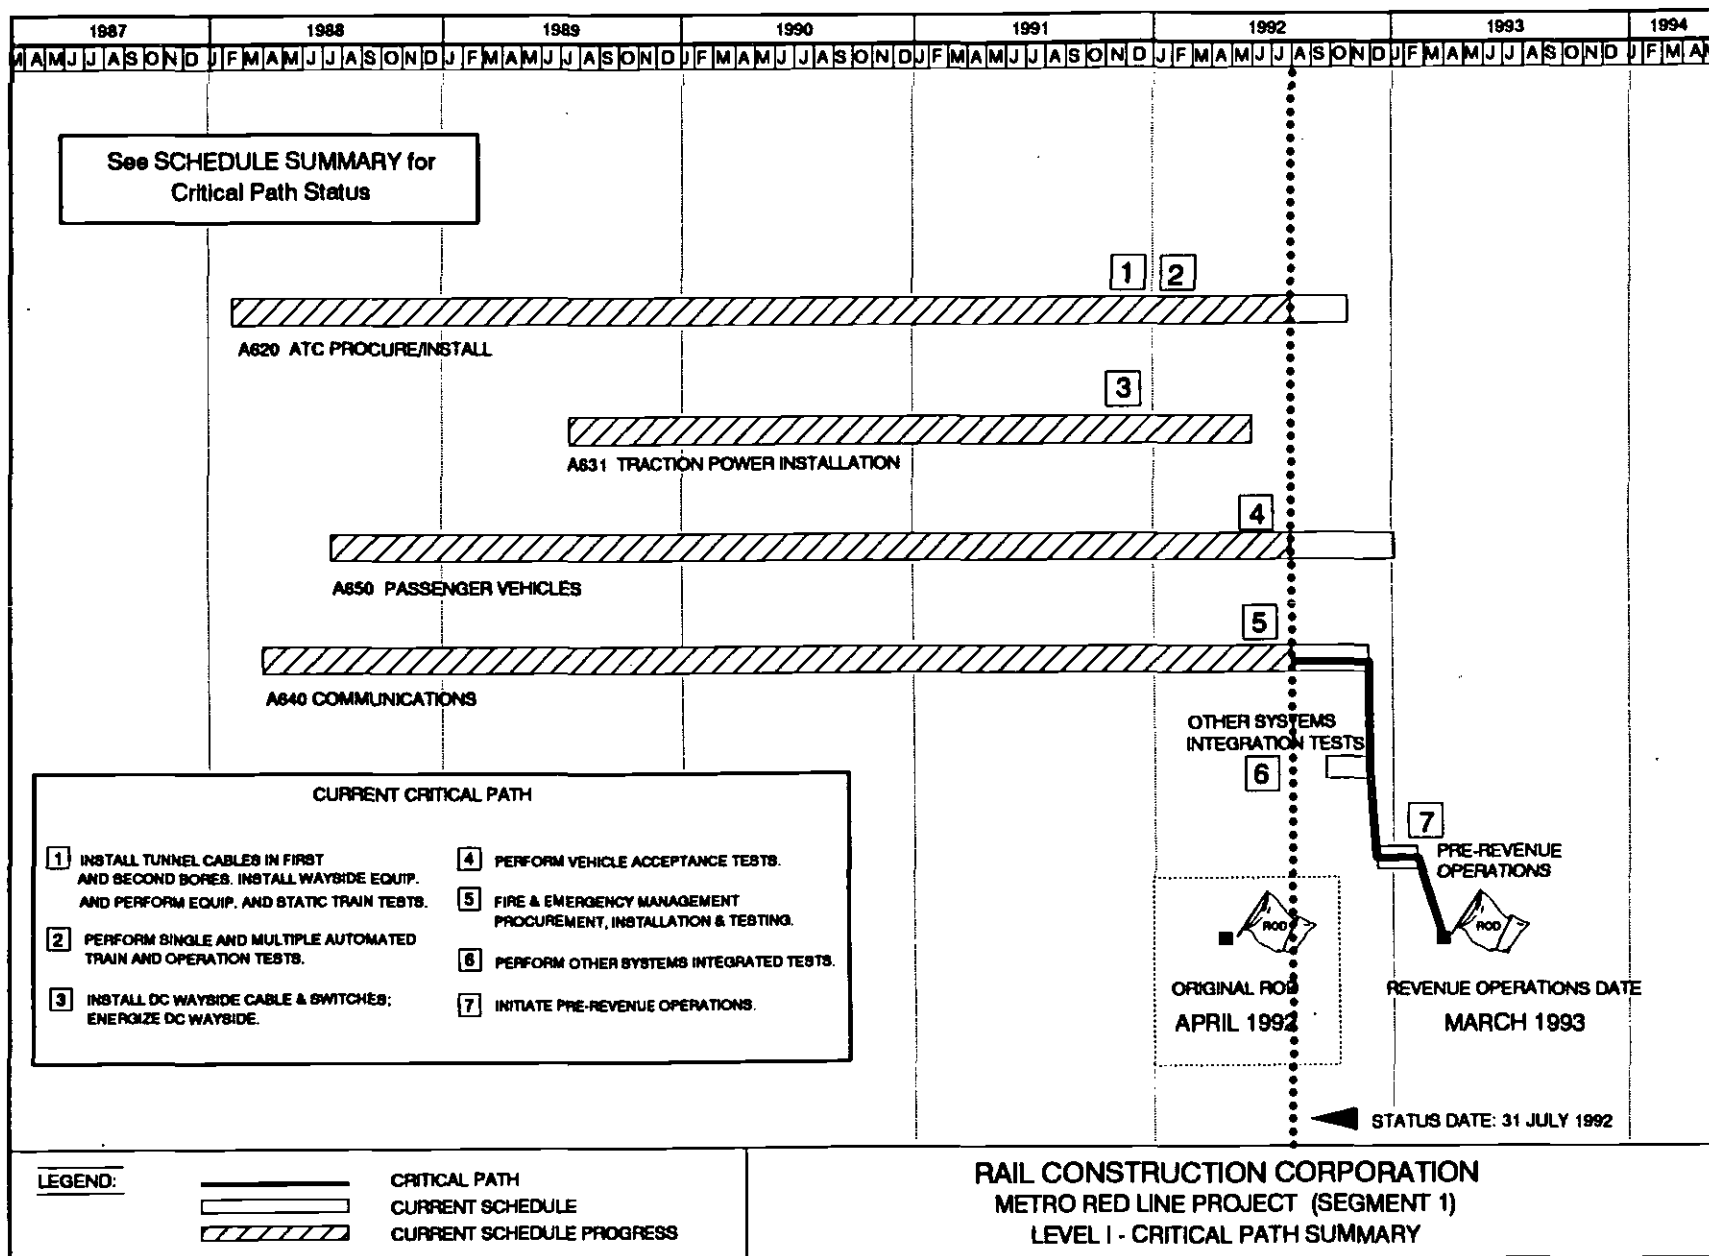 1987 1988 1989 1990 1991 1992 1993 1994
M A M J J A S O N D J F M A M J J A S O N D J F M A M J J A S O N D J F M A M J J A S O N D J F M A M J J A S O N D J F M A M J J A S O N D J F M A M J J A S O N D J F M A M
See SCHEDULE SUMMARY for
Critical Path Status
1 2
A620 ATC PROCURE/INSTALL
3
A631 TRACTION POWER INSTALLATION
4
A650 PASSENGER VEHICLES
5
A640 COMMUNICATIONS
OTHER SYSTEMS
INTEGRATION TESTS
6
7
PRE-REVENUE
OPERATIONS
ROD
ROD
ORIGINAL ROD
APRIL 1992
REVENUE OPERATIONS DATE
MARCH 1993
STATUS DATE: 31 JULY 1992
CURRENT CRITICAL PATH
1 INSTALL TUNNEL CABLES IN FIRST
AND SECOND BORES. INSTALL WAYSIDE EQUIP.
AND PERFORM EQUIP. AND STATIC TRAIN TESTS.
2 PERFORM SINGLE AND MULTIPLE AUTOMATED
TRAIN AND OPERATION TESTS.
3 INSTALL DC WAYSIDE CABLE & SWITCHES;
ENERGIZE DC WAYSIDE.
4 PERFORM VEHICLE ACCEPTANCE TESTS.
5 FIRE & EMERGENCY MANAGEMENT
PROCUREMENT, INSTALLATION & TESTING.
6 PERFORM OTHER SYSTEMS INTEGRATED TESTS.
7 INITIATE PRE-REVENUE OPERATIONS.
LEGEND:
CRITICAL PATH
CURRENT SCHEDULE
CURRENT SCHEDULE PROGRESS
RAIL CONSTRUCTION CORPORATION
METRO RED LINE PROJECT (SEGMENT 1)
LEVEL I - CRITICAL PATH SUMMARY